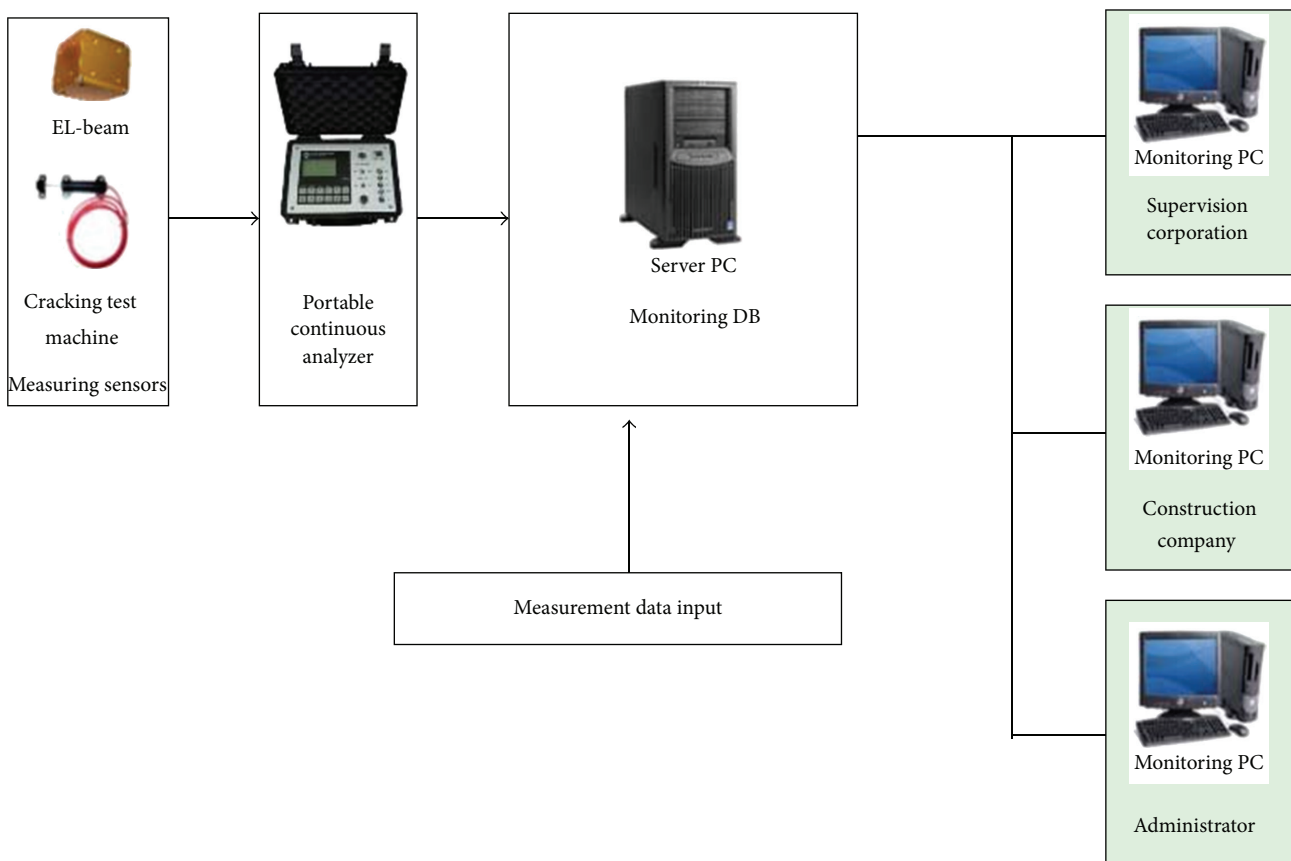 EL-beam
Cracking test
machine
Measuring sensors
Portable
continuous
analyzer
Server PC
Monitoring DB
Measurement data input
Monitoring PC
Supervision
corporation
Monitoring PC
Construction
company
Monitoring PC
Administrator